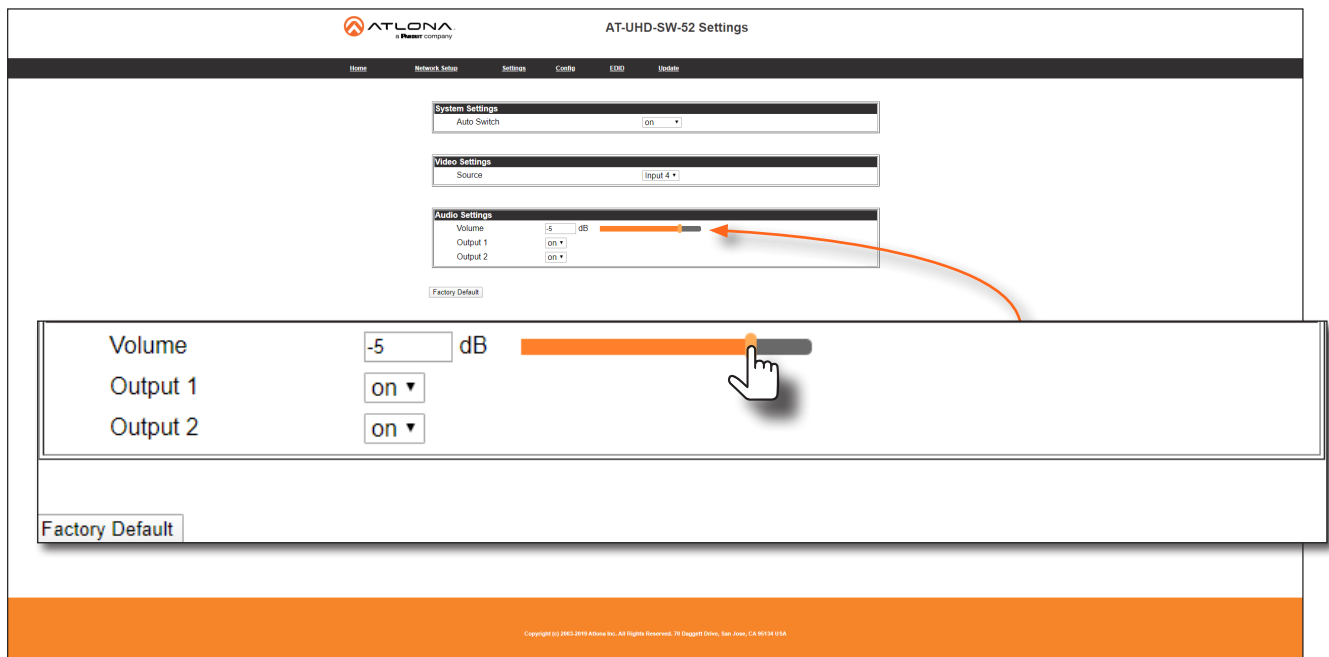 ATLONA
a PANDUIT company
AT-UHD-SW-52 Settings
Home Network Setup Settings Config EDID Update
System Settings
Auto Switch on
Video Settings
Source Input 4
Audio Settings
Volume -5 dB
Output 1 on
Output 2 on
Factory Default
Volume -5 dB
Output 1 on
Output 2 on
Factory Default
Copyright (c) 2003-2019 Atlona Inc. All Rights Reserved. 70 Daggett Drive, San Jose, CA 95134 USA